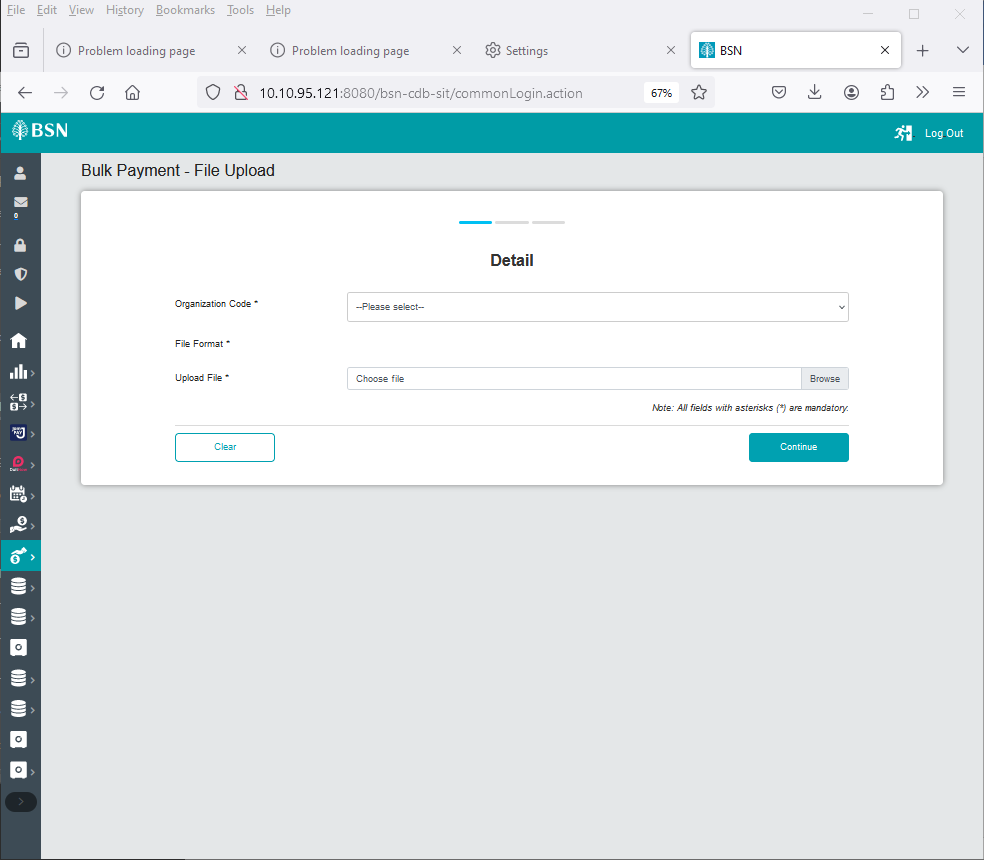 File Edit View History Bookmarks Tools Help
Problem loading page
Problem loading page
Settings
BSN
10.10.95.121:8080/bsn-cdb-sit/commonLogin.action
67%
BSN
Log Out
0
Bulk Payment - File Upload
Detail
Organization Code *
--Please select--
File Format *
Upload File *
Choose file
Browse
Note: All fields with asterisks (*) are mandatory.
Clear
Continue